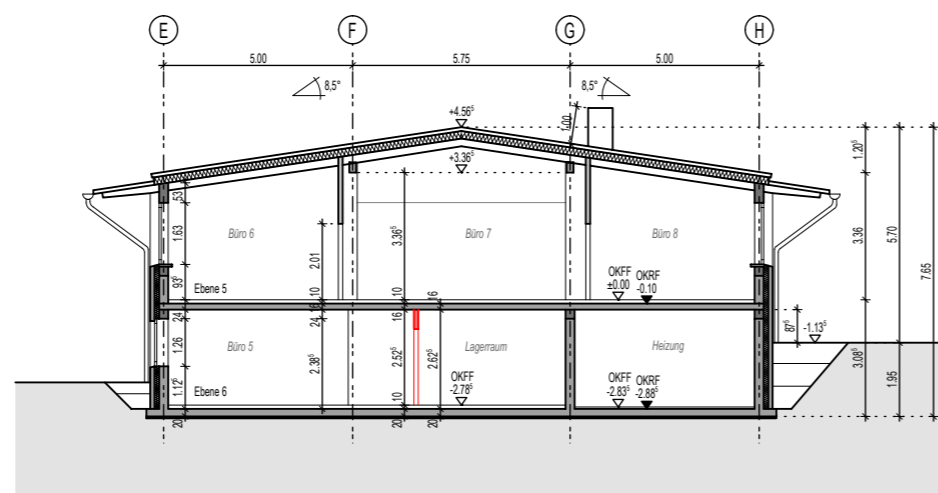 E F G H
5.00 5.75 5.00
8,5° 8,5°
+4.56⁵
1.00
+3.36⁵
1.20⁵
53
1.63
93⁵
Büro 6
2.01
10
3.36⁵
10
16
Büro 7
Büro 8
3.36
5.70
7.65
OKFF ±0.00
OKRF -0.10
Ebene 5
24
1.26
1.12⁵
20
Büro 5
24
2.38⁵
16
2.52⁵
10
20
2.62⁵
20
Lagerraum
Heizung
87⁵
-1.13⁵
3.08⁵
1.95
Ebene 6
OKFF -2.78⁵
OKFF -2.83⁵
OKRF -2.88⁵